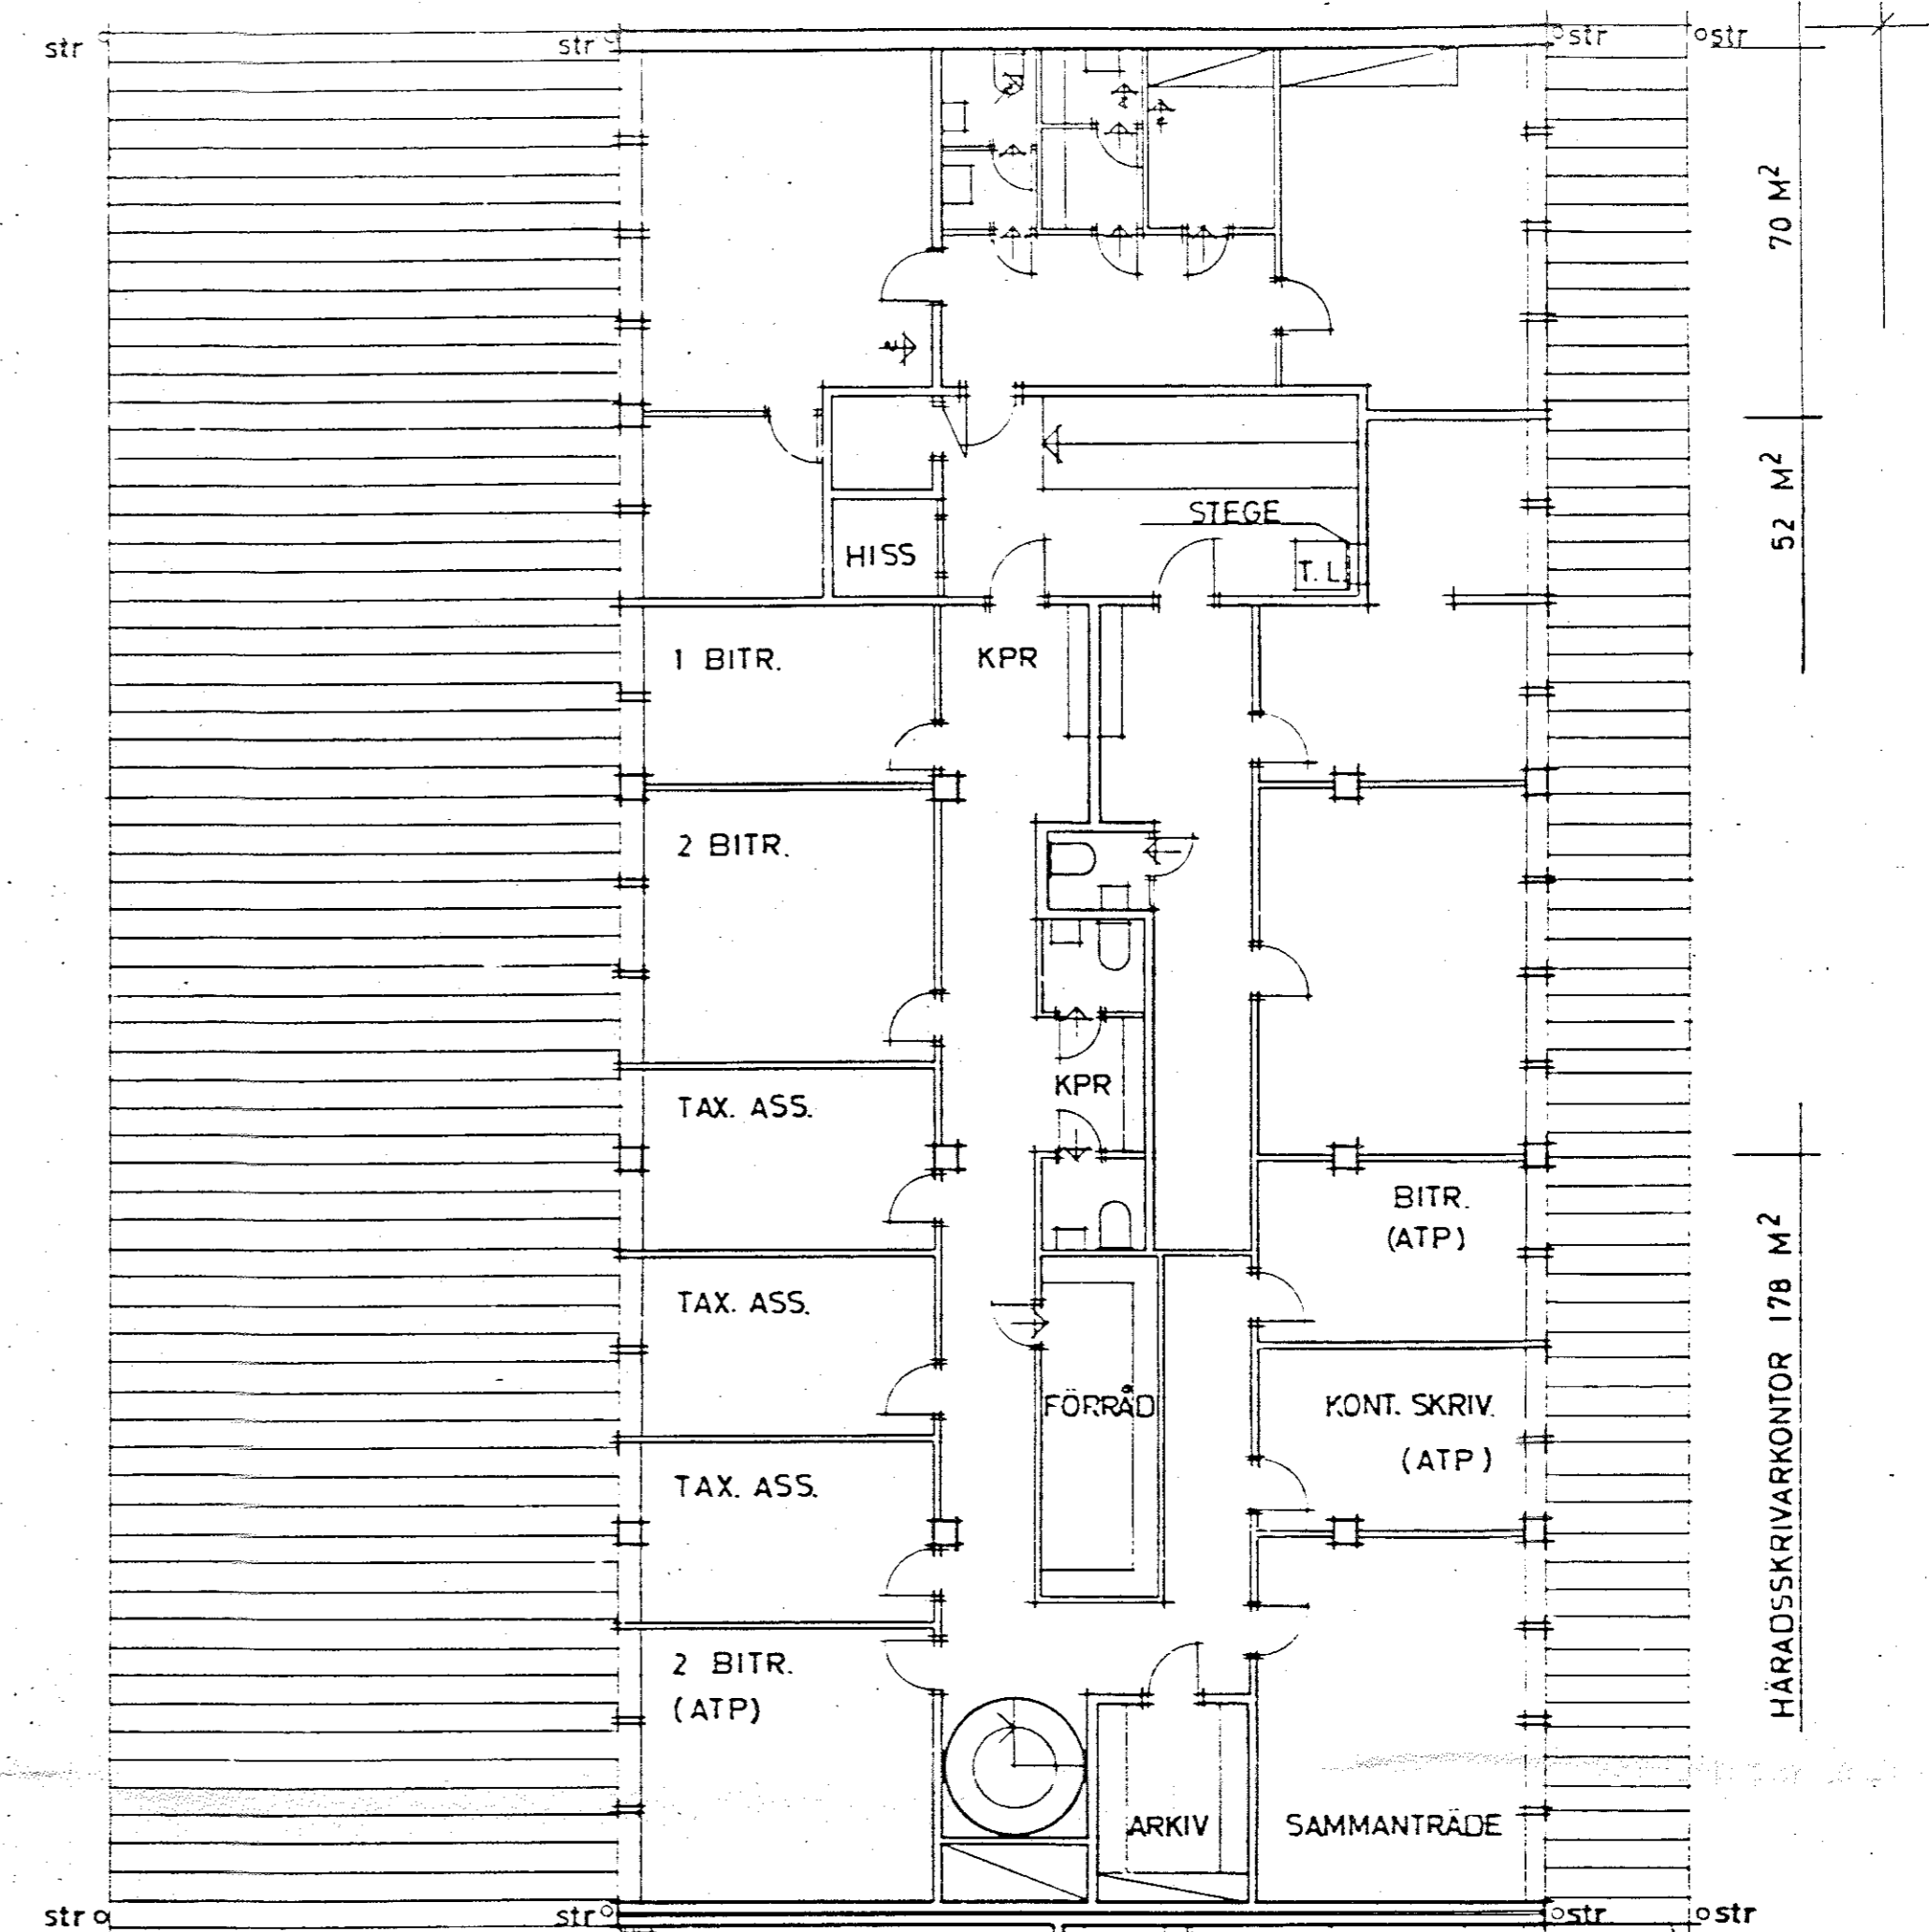 str
str
str
str
70 M²
52 M²
STEGE
HISS
T. L.
1 BITR.
KPR
2 BITR.
KPR
TAX. ASS.
BITR.
(ATP)
TAX. ASS.
FÖRRÅD
KONT. SKRIV.
(ATP)
TAX. ASS.
HÄRADSSKRIVARKONTOR 178 M²
2 BITR.
(ATP)
ARKIV
SAMMANTRÄDE
str
str
str
str